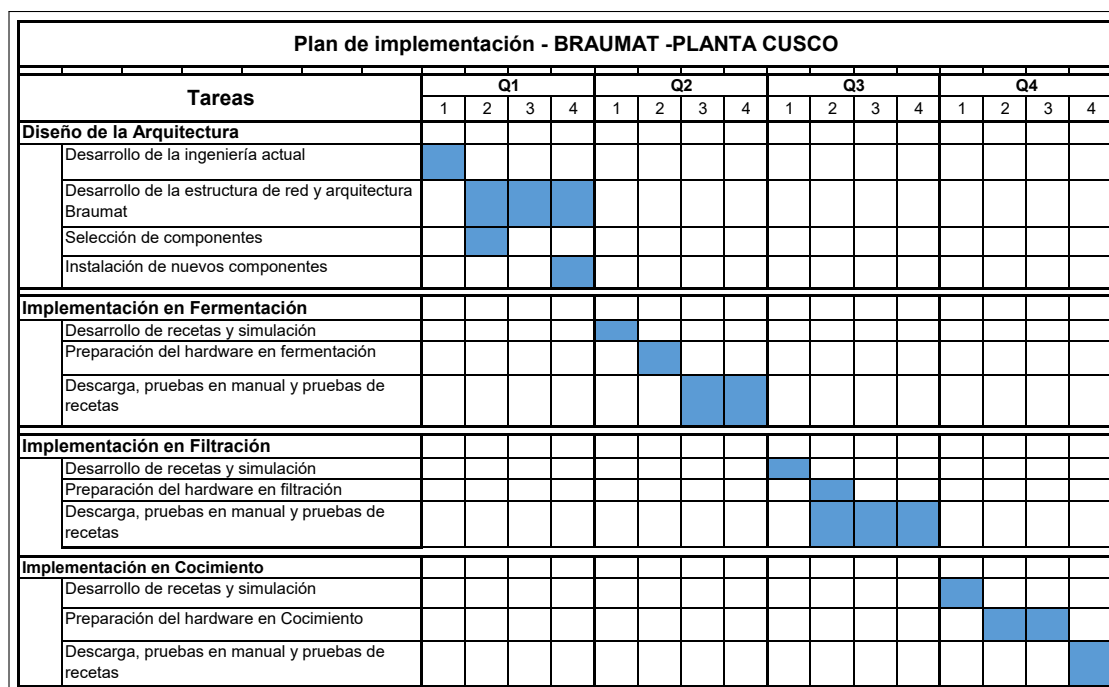 Plan de implementación - BRAUMAT -PLANTA CUSCO
Tareas
Q1 Q2 Q3 Q4
1 2 3 4 1 2 3 4 1 2 3 4 1 2 3 4
Diseño de la Arquitectura
Desarrollo de la ingeniería actual
Desarrollo de la estructura de red y arquitectura
Braumat
Selección de componentes
Instalación de nuevos componentes
Implementación en Fermentación
Desarrollo de recetas y simulación
Preparación del hardware en fermentación
Descarga, pruebas en manual y pruebas de
recetas
Implementación en Filtración
Desarrollo de recetas y simulación
Preparación del hardware en filtración
Descarga, pruebas en manual y pruebas de
recetas
Implementación en Cocimiento
Desarrollo de recetas y simulación
Preparación del hardware en Cocimiento
Descarga, pruebas en manual y pruebas de
recetas